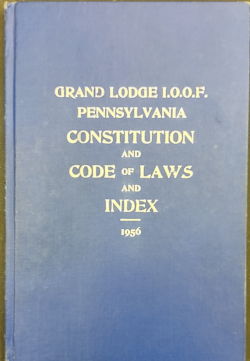 GRAND LODGE I.O.O.F.
PENNSYLVANIA
CONSTITUTION
AND
CODE OF LAWS
AND
INDEX
1956